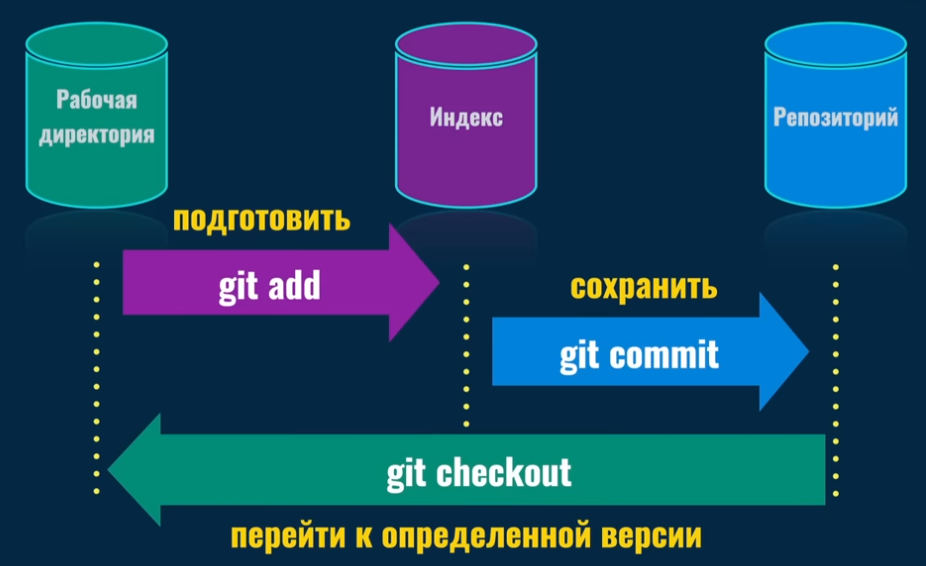 Рабочая
директория
Индекс
Репозиторий
подготовить
git add
сохранить
git commit
git checkout
перейти к определенной версии